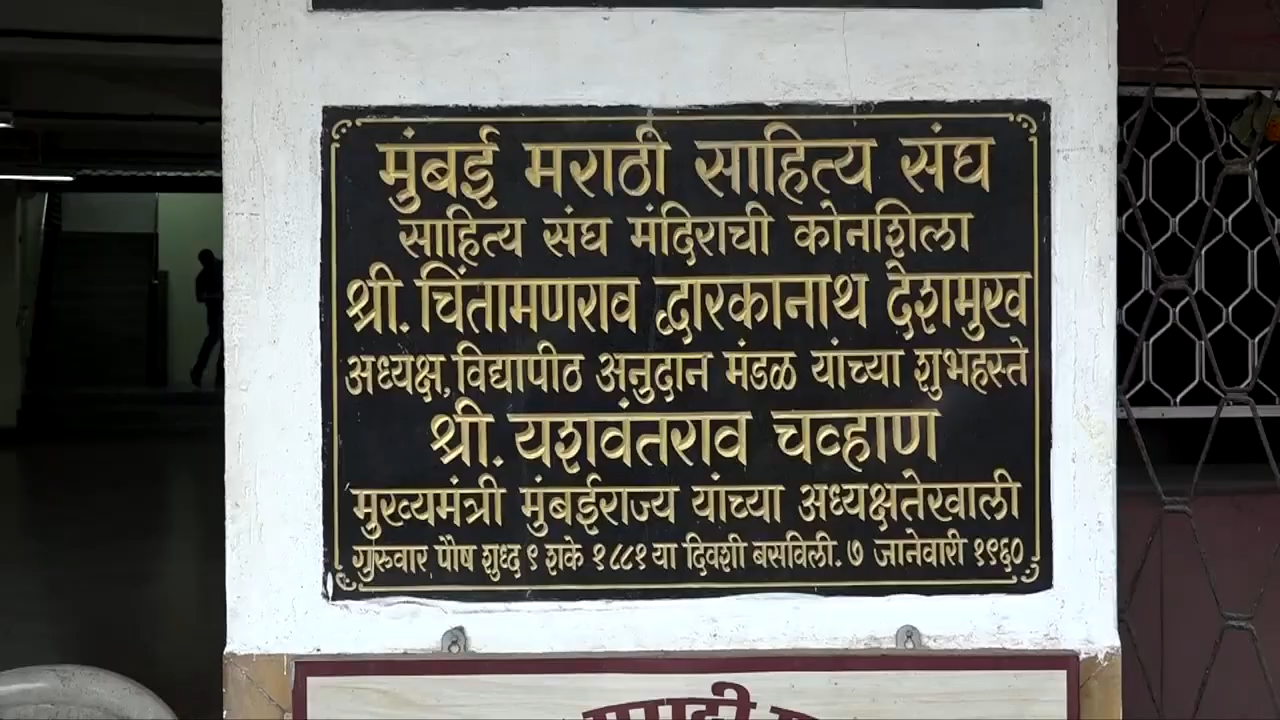 मुंबई मराठी साहित्य संघ
साहित्य संघ मंदिराची कोनशिला
श्री. चिंतामणराव द्वारकानाथ देशमुख
अध्यक्ष, विद्यापीठ अनुदान मंडळ यांच्या शुभहस्ते
श्री. यशवंतराव चव्हाण
मुख्यमंत्री मुंबईराज्य यांच्या अध्यक्षतेखाली
गुरुवार पौष शुध्द ९ शके १८८१ या दिवशी बसविली. ७ जानेवारी १९६०